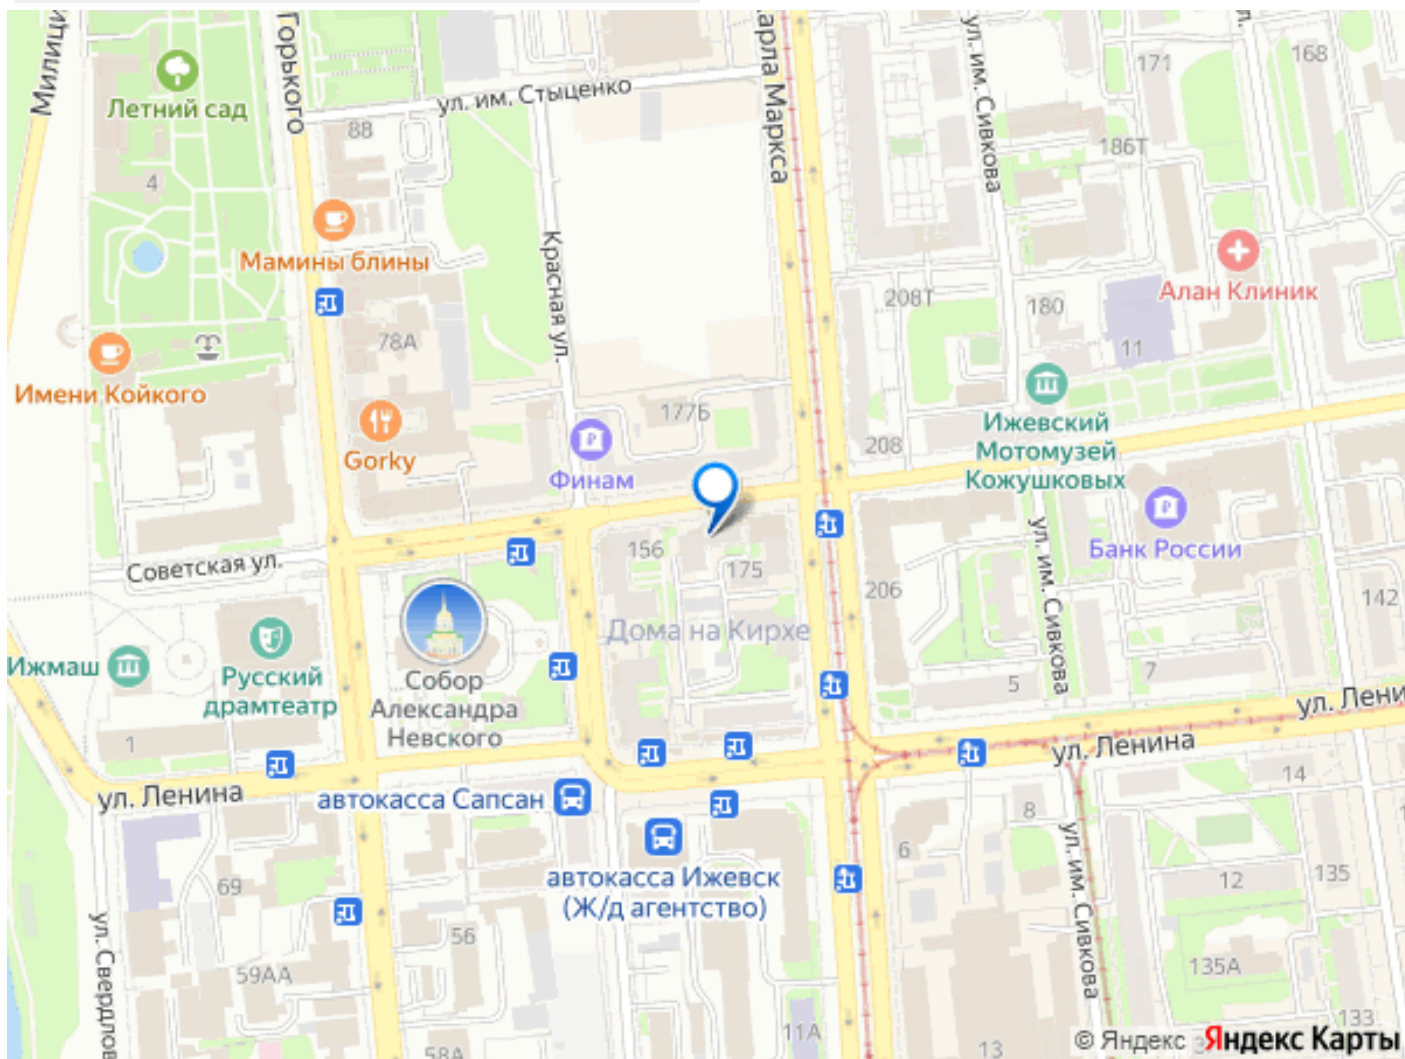 Милиц
Горького
Карла Маркса
ул. им. Сивкова
168
171
Летний сад
ул. им. Стыценко
88
186Т
4
Мамины блины
Красная ул.
Алан Клиник
208Т
180
11
78А
Имени Койкого
177Б
Ижевский
Мотомузей
Кожушковых
208
Gorky
Финам
156
175
Банк России
ул. им. Сивкова
Советская ул.
206
142
Дома на Кирхе
Ижмаш
Русский
драмтеатр
Собор
Александра
Невского
5
7
ул. Лени
1
ул. Ленина
ул. Ленина
14
автокасса Сапсан
8
6
ул. им. Сивкова
автокасса Ижевск
(Ж/д агентство)
69
12
135
ул. Свердлов
56
59АА
135А
11А
133
58А
13
© Яндекс Яндекс Карты